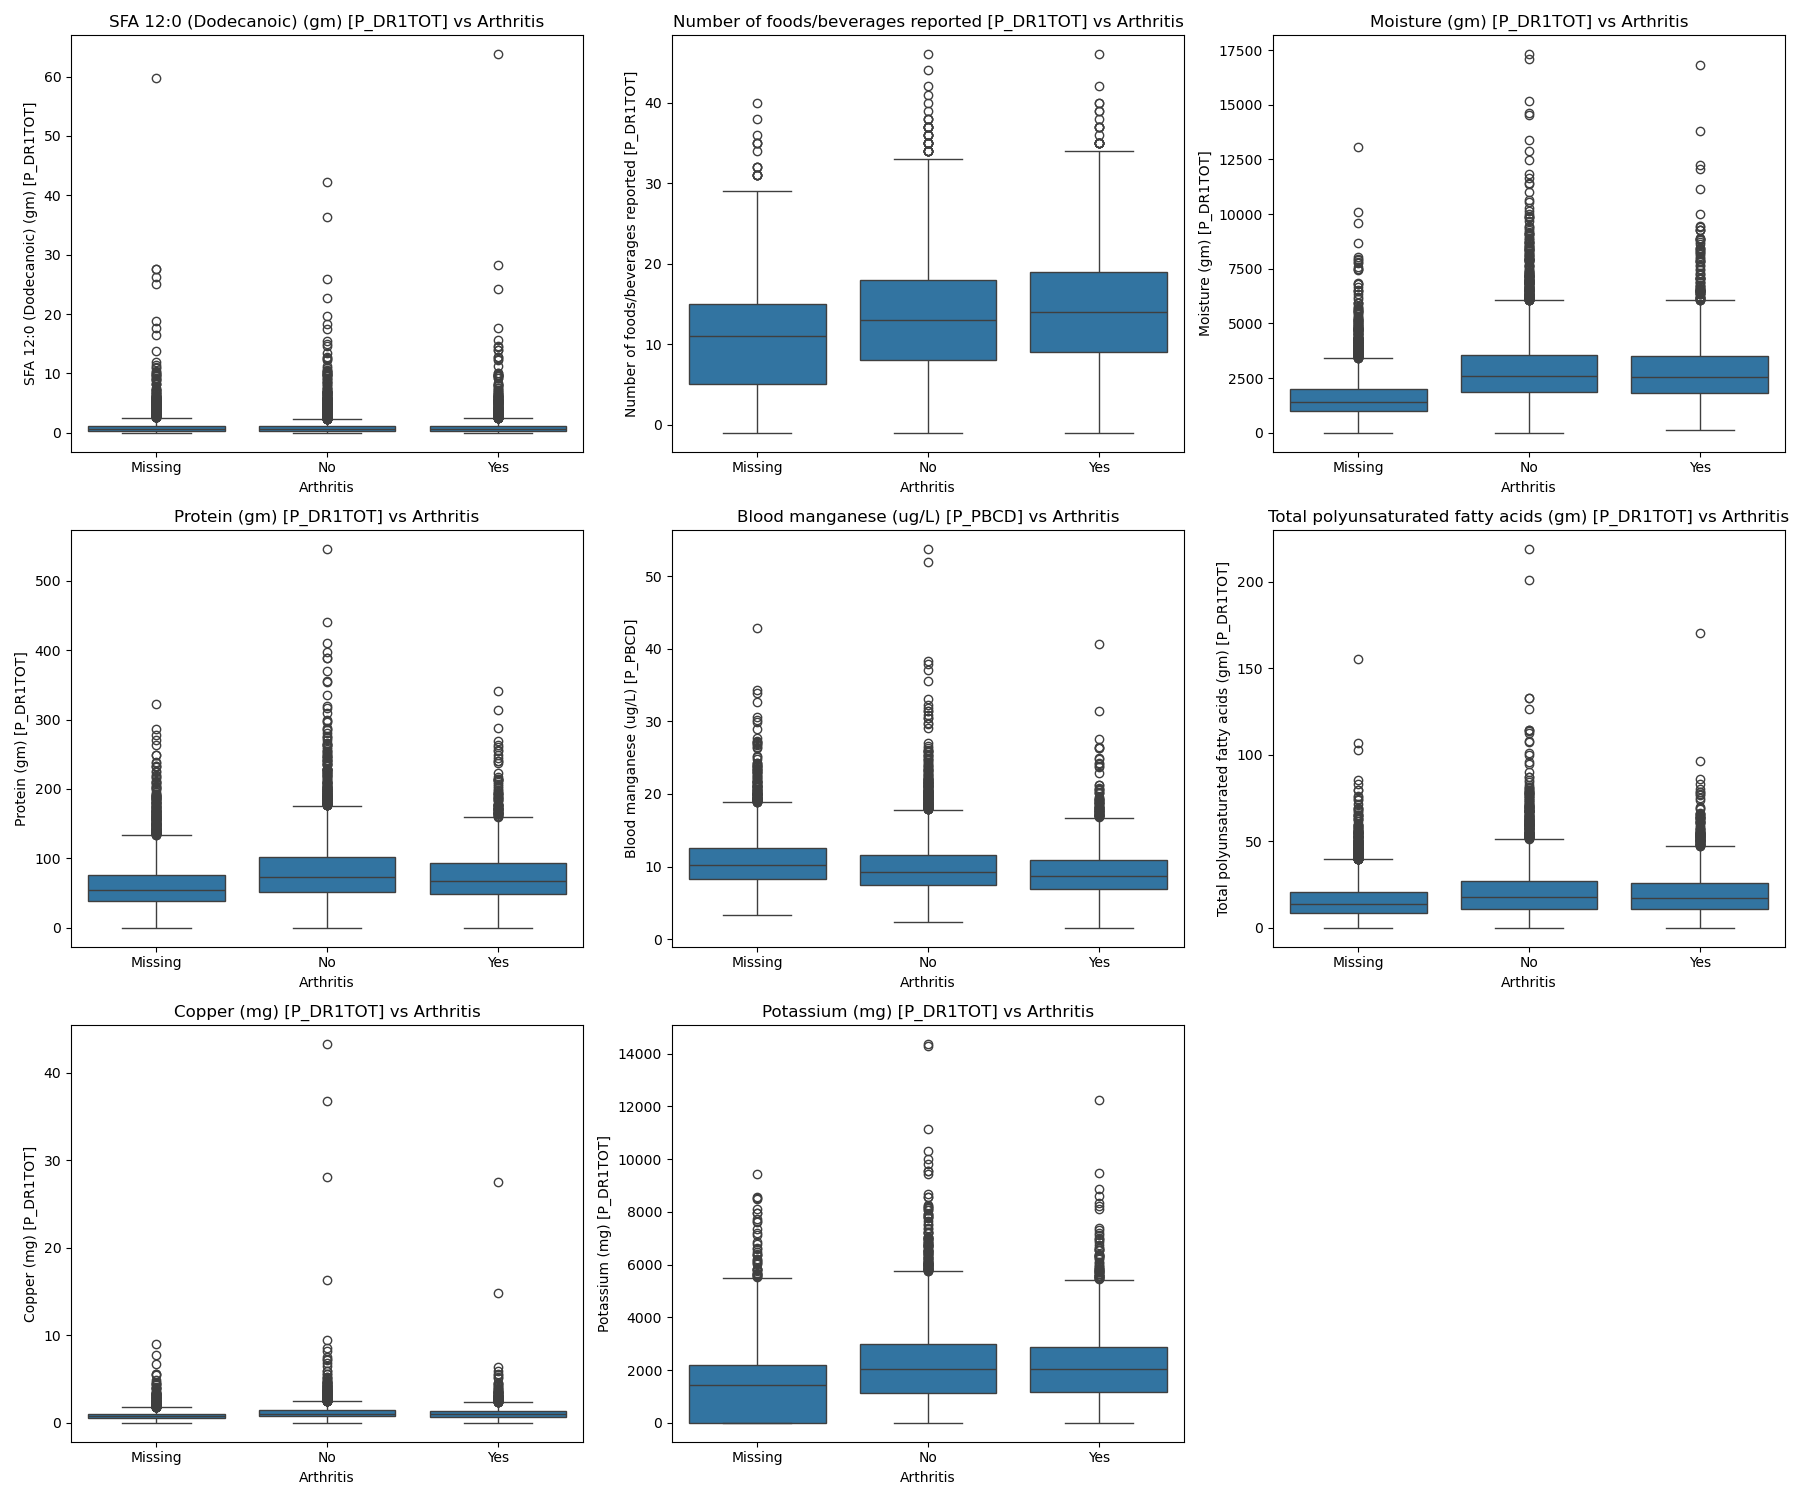 SFA 12:0 (Dodecanoic) (gm) [P_DR1TOT] vs Arthritis
SFA 12:0 (Dodecanoic) (gm) [P_DR1TOT]
60
50
40
30
20
10
0
Missing No Yes
Arthritis
Number of foods/beverages reported [P_DR1TOT] vs Arthritis
Number of foods/beverages reported [P_DR1TOT]
40
30
20
10
0
Missing No Yes
Arthritis
Moisture (gm) [P_DR1TOT] vs Arthritis
Moisture (gm) [P_DR1TOT]
17500
15000
12500
10000
7500
5000
2500
0
Missing No Yes
Arthritis
Protein (gm) [P_DR1TOT] vs Arthritis
Protein (gm) [P_DR1TOT]
500
400
300
200
100
0
Missing No Yes
Arthritis
Blood manganese (ug/L) [P_PBCD] vs Arthritis
Blood manganese (ug/L) [P_PBCD]
50
40
30
20
10
0
Missing No Yes
Arthritis
Total polyunsaturated fatty acids (gm) [P_DR1TOT] vs Arthritis
Total polyunsaturated fatty acids (gm) [P_DR1TOT]
200
150
100
50
0
Missing No Yes
Arthritis
Copper (mg) [P_DR1TOT] vs Arthritis
Copper (mg) [P_DR1TOT]
40
30
20
10
0
Missing No Yes
Arthritis
Potassium (mg) [P_DR1TOT] vs Arthritis
Potassium (mg) [P_DR1TOT]
14000
12000
10000
8000
6000
4000
2000
0
Missing No Yes
Arthritis